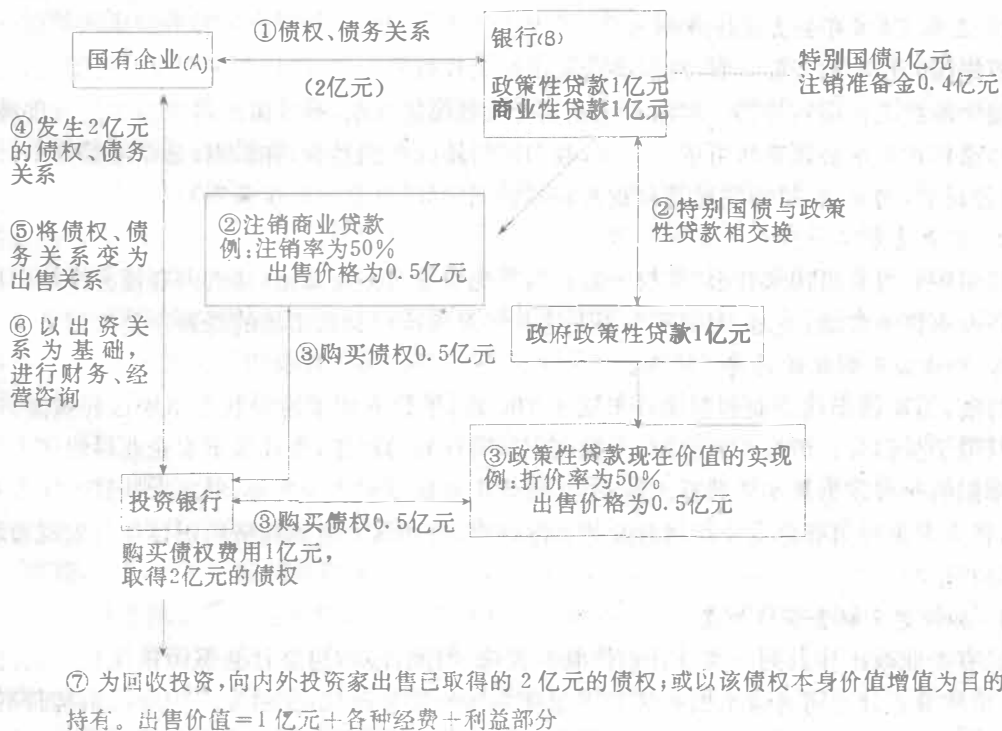 ①债权、债务关系
(2亿元)
国有企业(A)
银行(B)
政策性贷款1亿元
商业性贷款1亿元
特别国债1亿元
注销准备金0.4亿元
④发生2亿元
的债权、债务
关系
⑤将债权、债
务关系变为
出售关系
⑥以出资关
系为基础,
进行财务、经
营咨询
②注销商业贷款
例:注销率为50%
出售价格为0.5亿元
②特别国债与政策
性贷款相交换
③购买债权0.5亿元
政府政策性贷款1亿元
③政策性贷款现在价值的实现
例:折价率为50%
出售价格为0.5亿元
投资银行
③购买债权0.5亿元
购买债权费用1亿元,
取得2亿元的债权
⑦ 为回收投资,向内外投资家出售已取得的 2 亿元的债权;或以该债权本身价值增值为目的
持有。出售价值=1 亿元+各种经费+利益部分